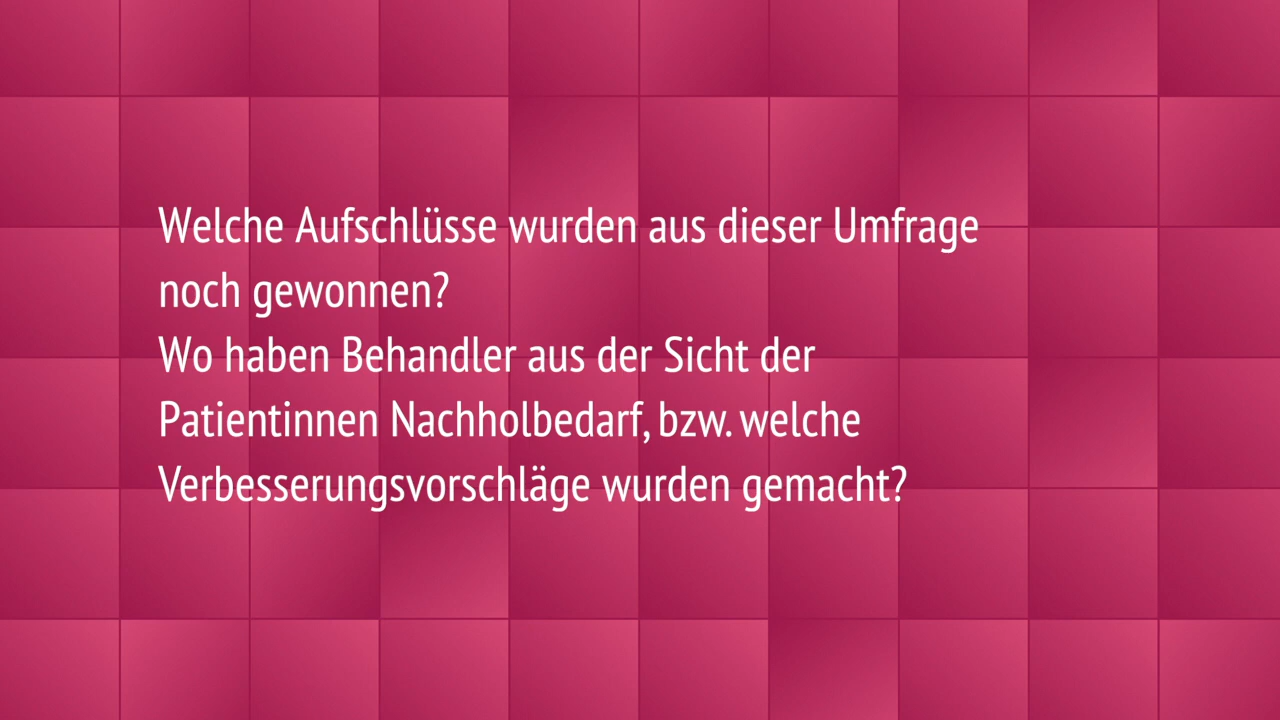 Welche Aufschlüsse wurden aus dieser Umfrage
noch gewonnen?
Wo haben Behandler aus der Sicht der
Patientinnen Nachholbedarf, bzw. welche
Verbesserungsvorschläge wurden gemacht?